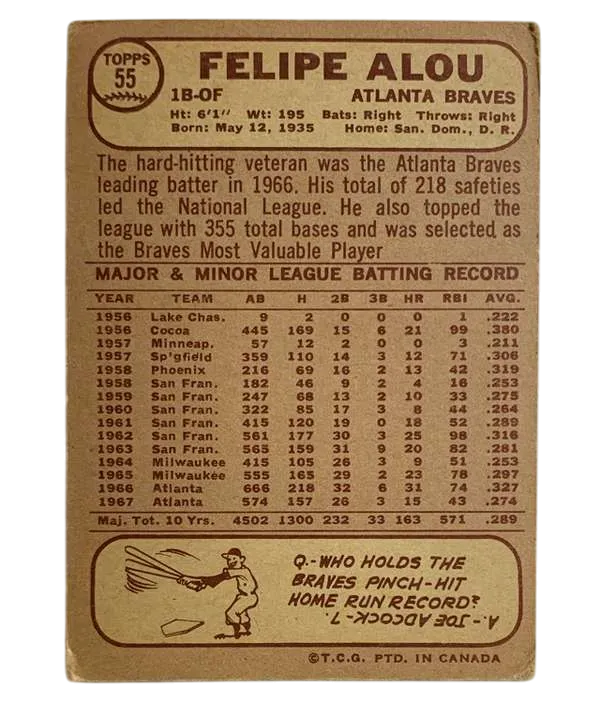 TOPPS
55
FELIPE ALOU
1B-OF ATLANTA BRAVES
Ht: 6'1" Wt: 195 Bats: Right Throws: Right
Born: May 12, 1935 Home: San. Dom., D. R.
The hard-hitting veteran was the Atlanta Braves
leading batter in 1966. His total of 218 safeties
led the National League. He also topped the
league with 355 total bases and was selected as
the Braves Most Valuable Player
MAJOR & MINOR LEAGUE BATTING RECORD
YEAR TEAM AB H 2B 3B HR RBI AVG.
1956 Lake Chas. 9 2 0 0 0 1 .222
1956 Cocoa 445 169 15 6 21 99 .380
1957 Minneap. 57 12 2 0 0 3 .211
1957 Sp'gfield 359 110 14 3 12 71 .306
1958 Phoenix 216 69 16 2 13 42 .319
1958 San Fran. 182 46 9 2 4 16 .253
1959 San Fran. 247 68 13 2 10 33 .275
1960 San Fran. 322 85 17 3 8 44 .264
1961 San Fran. 415 120 19 0 18 52 .289
1962 San Fran. 561 177 30 3 25 98 .316
1963 San Fran. 565 159 31 9 20 82 .281
1964 Milwaukee 415 105 26 3 9 51 .253
1965 Milwaukee 555 165 29 2 23 78 .297
1966 Atlanta 666 218 32 6 31 74 .327
1967 Atlanta 574 157 26 3 15 43 .274
Maj. Tot. 10 Yrs. 4502 1300 232 33 163 571 .289
Q.-WHO HOLDS THE
BRAVES PINCH-HIT
HOME RUN RECORD?
A.-JOE ADCOCK-7
©T.C.G. PTD. IN CANADA